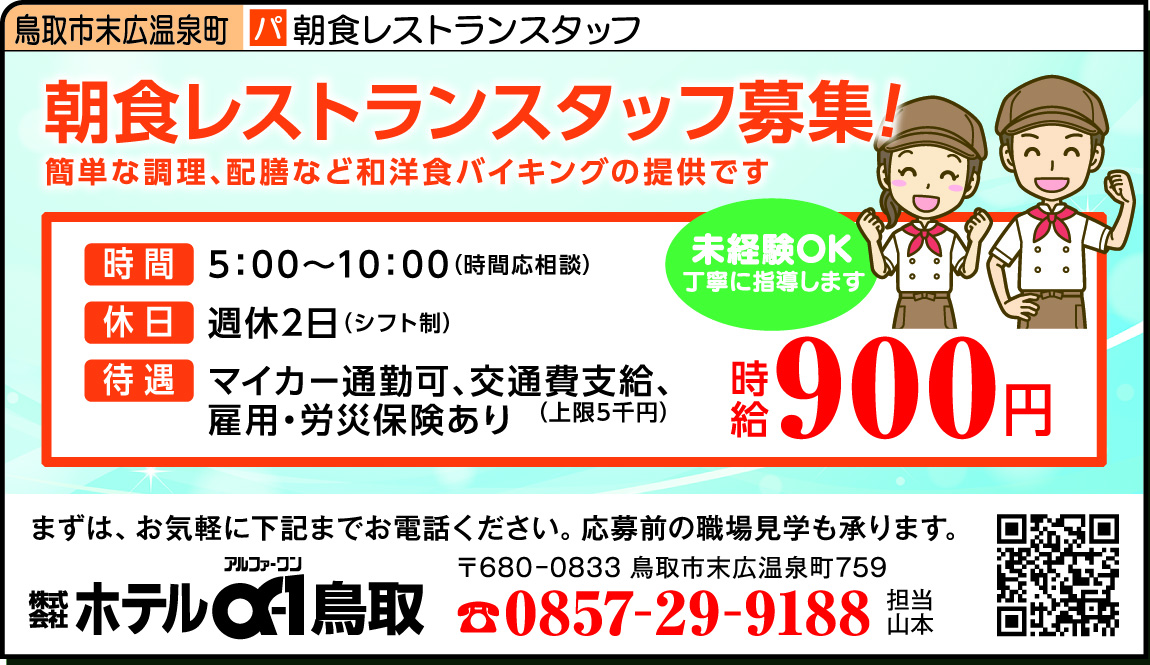 鳥取市末広温泉町 パ 朝食レストランスタッフ
朝食レストランスタッフ募集!
簡単な調理、配膳など和洋食バイキングの提供です
未経験OK
丁寧に指導します
時間 5：00〜10：00（時間応相談）
休日 週休2日（シフト制）
待遇 マイカー通勤可、交通費支給、
雇用・労災保険あり （上限5千円）
時給900円
まずは、お気軽に下記までお電話ください。応募前の職場見学も承ります。
アルファーワン
株式会社 ホテルα-1鳥取
〒680-0833 鳥取市末広温泉町759
☎0857-29-9188 担当 山本